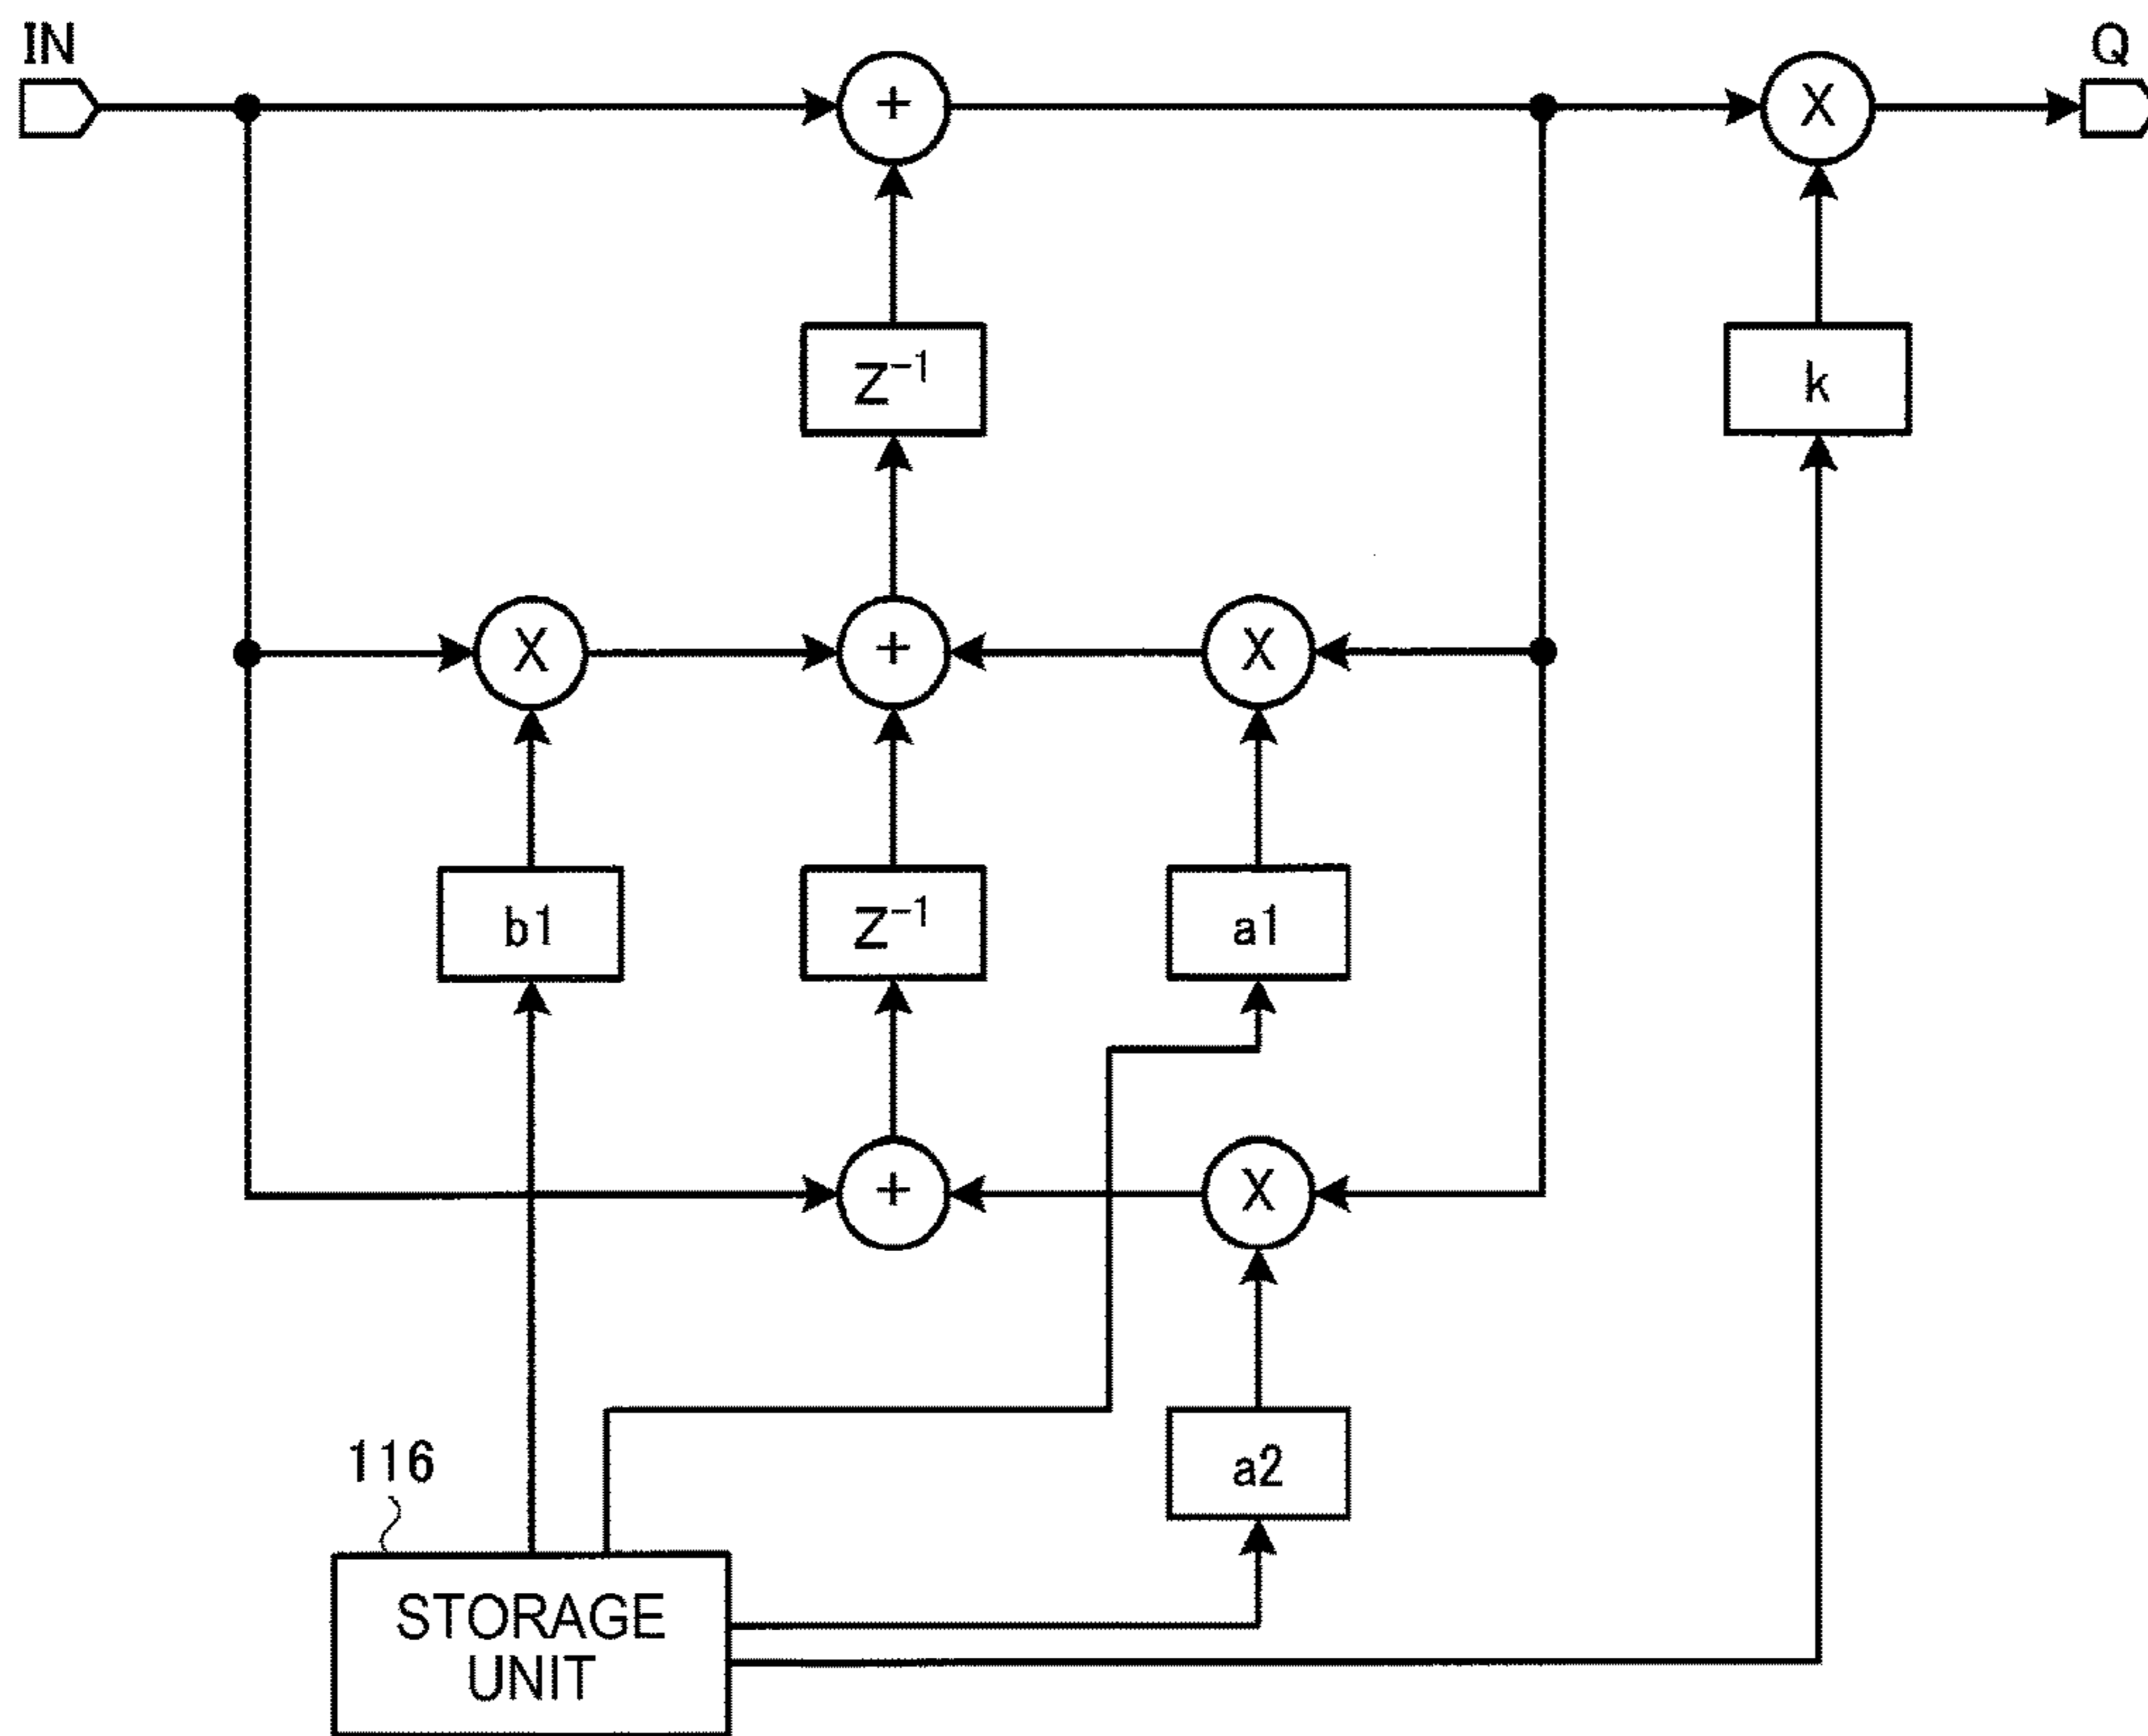 IN
Q
+
X
Z⁻¹
k
X
+
X
b1
Z⁻¹
a1
+
X
a2
116
STORAGE
UNIT